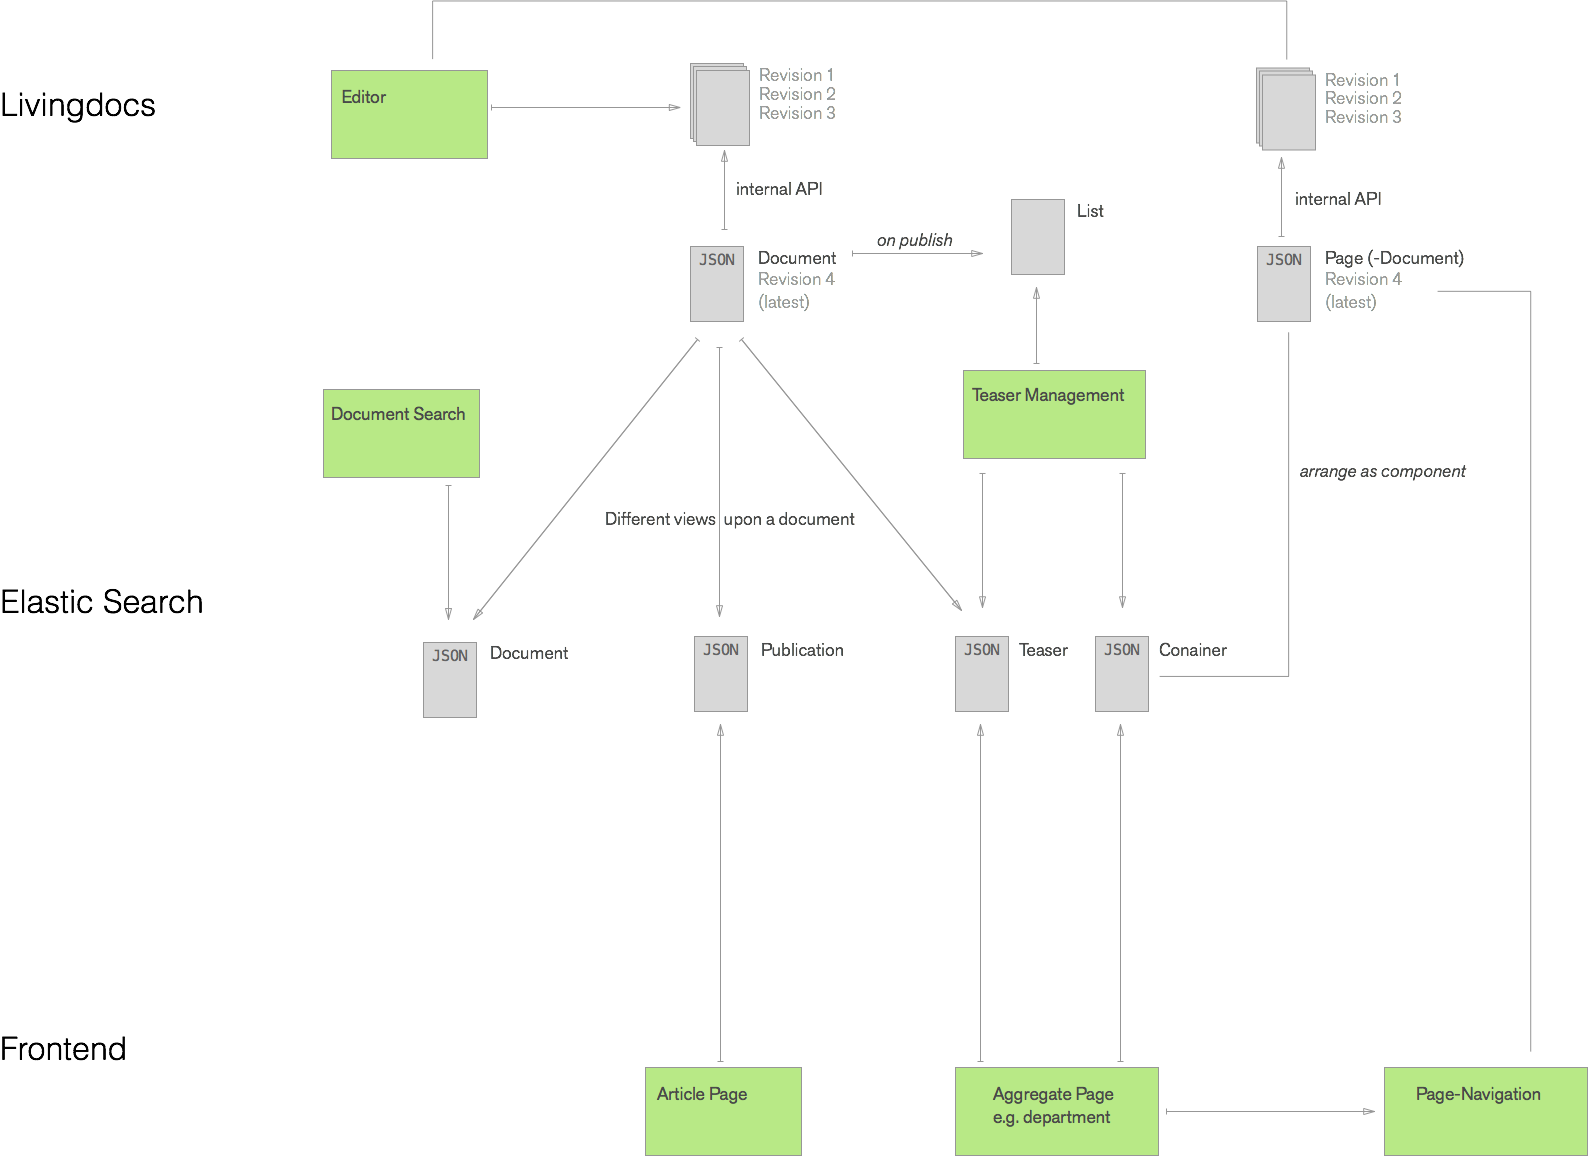 Livingdocs
Editor
Revision 1
Revision 2
Revision 3
Revision 1
Revision 2
Revision 3
internal API
internal API
List
JSON
Document
Revision 4
(latest)
on publish
JSON
Page (-Document)
Revision 4
(latest)
Document Search
Teaser Management
arrange as component
Different views upon a document
Elastic Search
JSON
Document
JSON
Publication
JSON
Teaser
JSON
Conainer
Frontend
Article Page
Aggregate Page
e.g. department
Page-Navigation